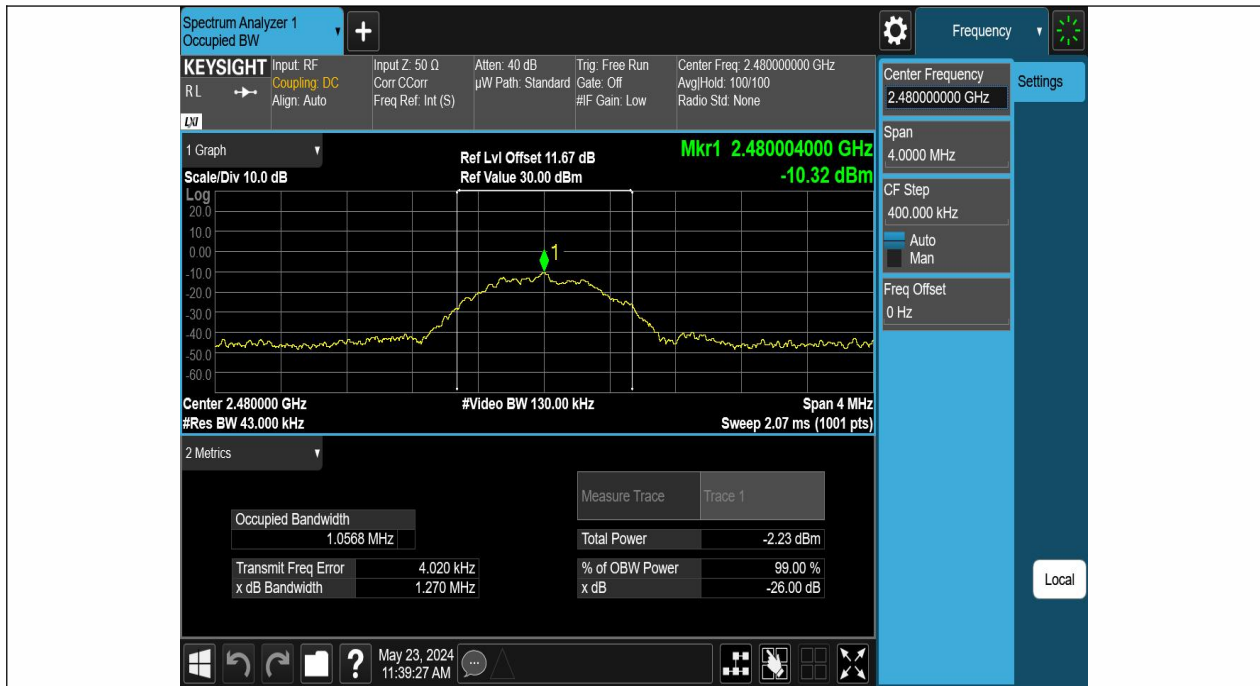 Spectrum Analyzer 1
Occupied BW
+
Frequency
KEYSIGHT
R L
LXI
Input: RF
Coupling: DC
Align: Auto
Input Z: 50 Ω
Corr CCorr
Freq Ref: Int (S)
Atten: 40 dB
µW Path: Standard
Trig: Free Run
Gate: Off
#IF Gain: Low
Center Freq: 2.480000000 GHz
Avg|Hold: 100/100
Radio Std: None
Center Frequency
2.480000000 GHz
Settings
Span
4.0000 MHz
CF Step
400.000 kHz
Auto
Man
Freq Offset
0 Hz
Local
1 Graph
Scale/Div 10.0 dB
Ref Lvl Offset 11.67 dB
Ref Value 30.00 dBm
Mkr1 2.480004000 GHz
-10.32 dBm
Log
20.0
10.0
0.00
-10.0
-20.0
-30.0
-40.0
-50.0
-60.0
1
Center 2.480000 GHz
#Video BW 130.00 kHz
Span 4 MHz
#Res BW 43.000 kHz
Sweep 2.07 ms (1001 pts)
2 Metrics
Measure Trace Trace 1
Occupied Bandwidth
1.0568 MHz
Total Power -2.23 dBm
Transmit Freq Error 4.020 kHz
% of OBW Power 99.00 %
x dB Bandwidth 1.270 MHz
x dB -26.00 dB
?
May 23, 2024
11:39:27 AM